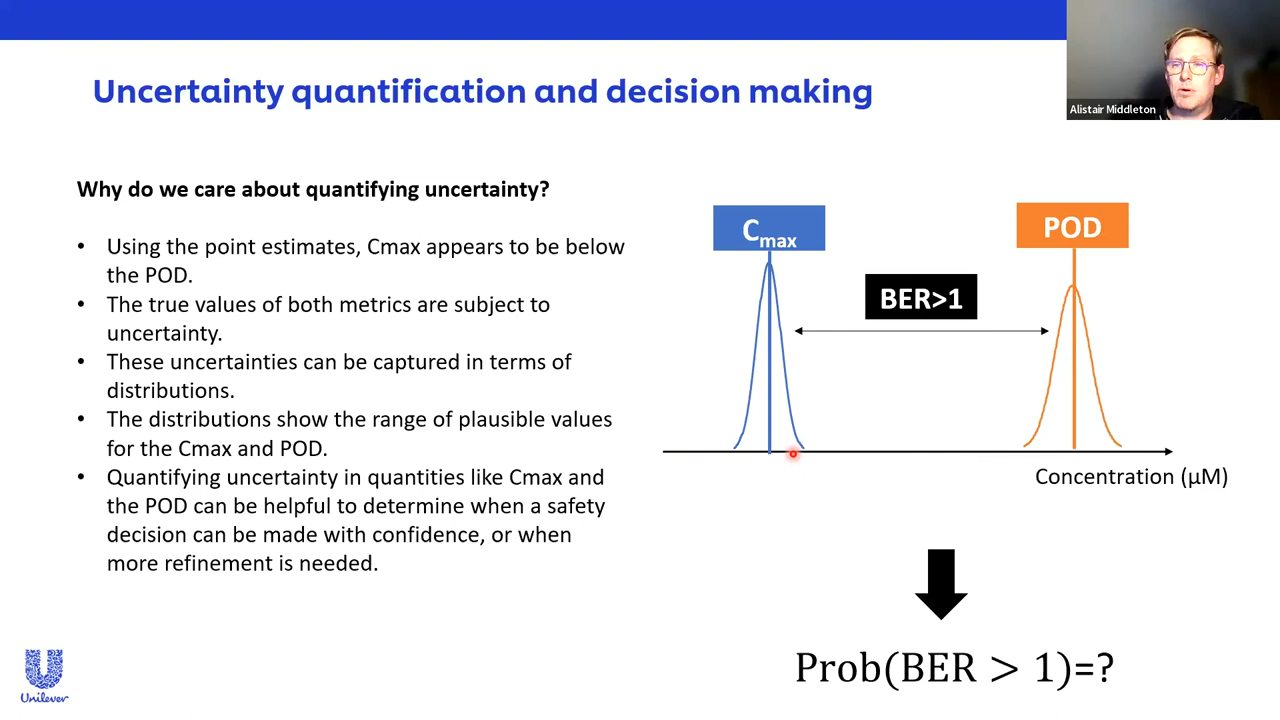 Uncertainty quantification and decision making
Alistair Middleton
Why do we care about quantifying uncertainty?
• Using the point estimates, Cmax appears to be below
the POD.
• The true values of both metrics are subject to
uncertainty.
• These uncertainties can be captured in terms of
distributions.
• The distributions show the range of plausible values
for the Cmax and POD.
• Quantifying uncertainty in quantities like Cmax and
the POD can be helpful to determine when a safety
decision can be made with confidence, or when
more refinement is needed.
Cmax
POD
BER>1
Concentration (μM)
Prob(BER > 1)=?
Unilever